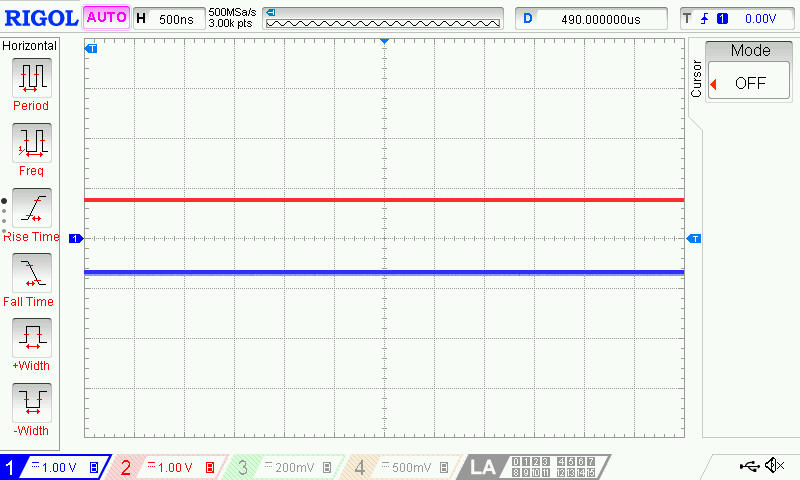 RIGOL AUTO H 500ns 500MSa/s 3.00k pts D 490.000000us T 1 0.00V
Horizontal
Period
Freq
Rise Time
Fall Time
+Width
-Width
T
1
T
Cursor
Mode
OFF
1 1.00 V B 2 1.00 V B 3 200mV B 4 500mV B LA 0 1 2 3 4 5 6 7
8 9 10 11 12 13 14 15